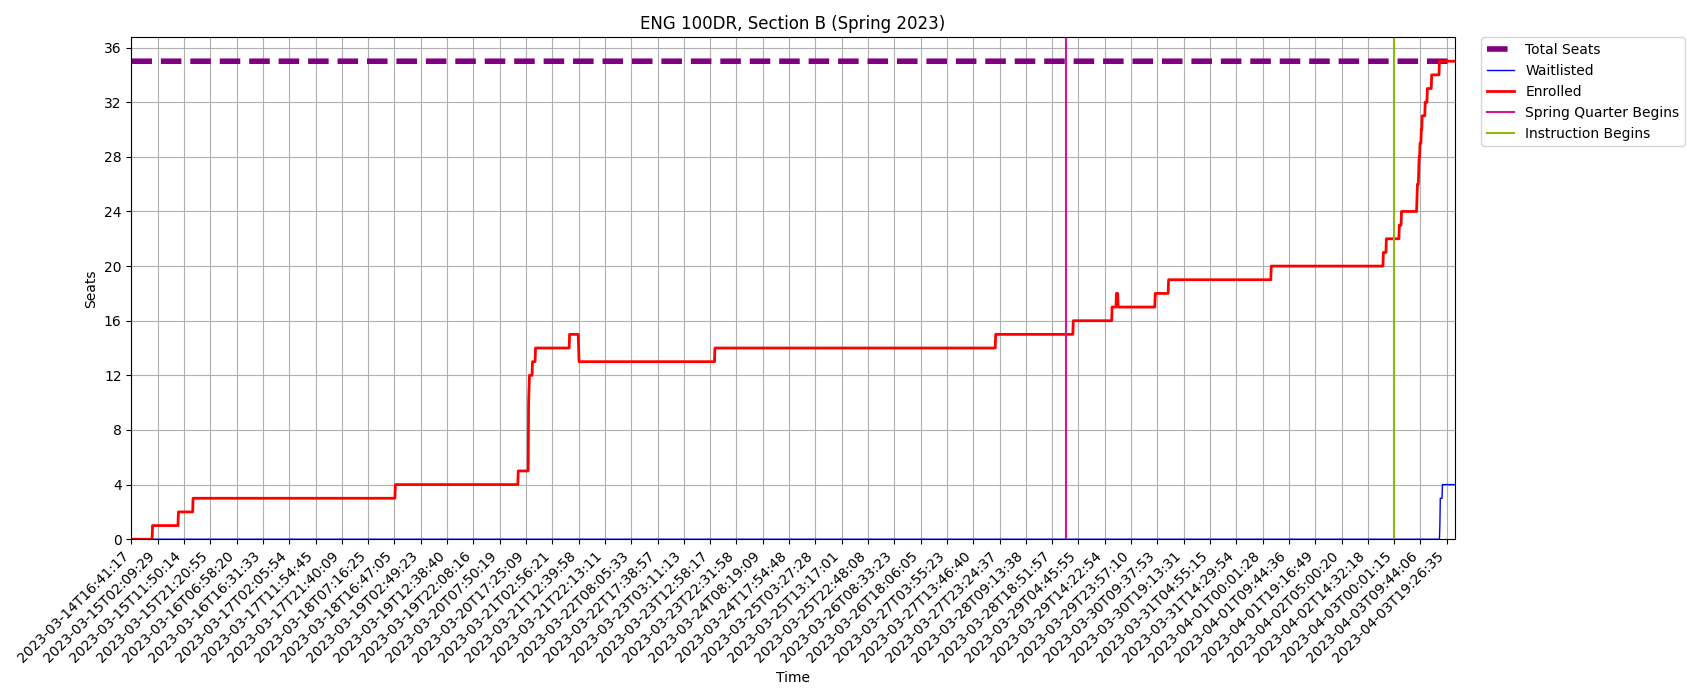 ENG 100DR, Section B (Spring 2023)
Total Seats
Waitlisted
Enrolled
Spring Quarter Begins
Instruction Begins
Seats
36
32
28
24
20
16
12
8
4
0
2023-03-14T16:41:17
2023-03-15T02:09:29
2023-03-15T11:50:14
2023-03-15T21:20:55
2023-03-16T06:58:20
2023-03-16T16:31:33
2023-03-17T02:05:54
2023-03-17T11:54:45
2023-03-17T21:40:09
2023-03-18T07:16:25
2023-03-18T16:47:05
2023-03-19T02:49:23
2023-03-19T12:38:40
2023-03-19T22:08:16
2023-03-20T07:50:19
2023-03-20T17:25:09
2023-03-21T02:56:21
2023-03-21T12:39:58
2023-03-21T22:13:11
2023-03-22T08:05:33
2023-03-22T17:38:57
2023-03-23T03:11:13
2023-03-23T12:58:17
2023-03-23T22:31:58
2023-03-24T08:19:09
2023-03-24T17:54:48
2023-03-25T03:27:28
2023-03-25T13:17:01
2023-03-25T22:48:08
2023-03-26T08:33:23
2023-03-26T18:06:05
2023-03-27T03:55:23
2023-03-27T13:46:40
2023-03-27T23:24:37
2023-03-28T09:13:38
2023-03-28T18:51:57
2023-03-29T04:45:55
2023-03-29T14:22:54
2023-03-29T23:57:10
2023-03-30T09:37:53
2023-03-30T19:13:31
2023-03-31T04:55:15
2023-03-31T14:29:54
2023-04-01T00:01:28
2023-04-01T09:44:36
2023-04-01T19:16:49
2023-04-02T05:00:20
2023-04-02T14:32:18
2023-04-03T00:01:15
2023-04-03T09:44:06
2023-04-03T19:26:35
Time